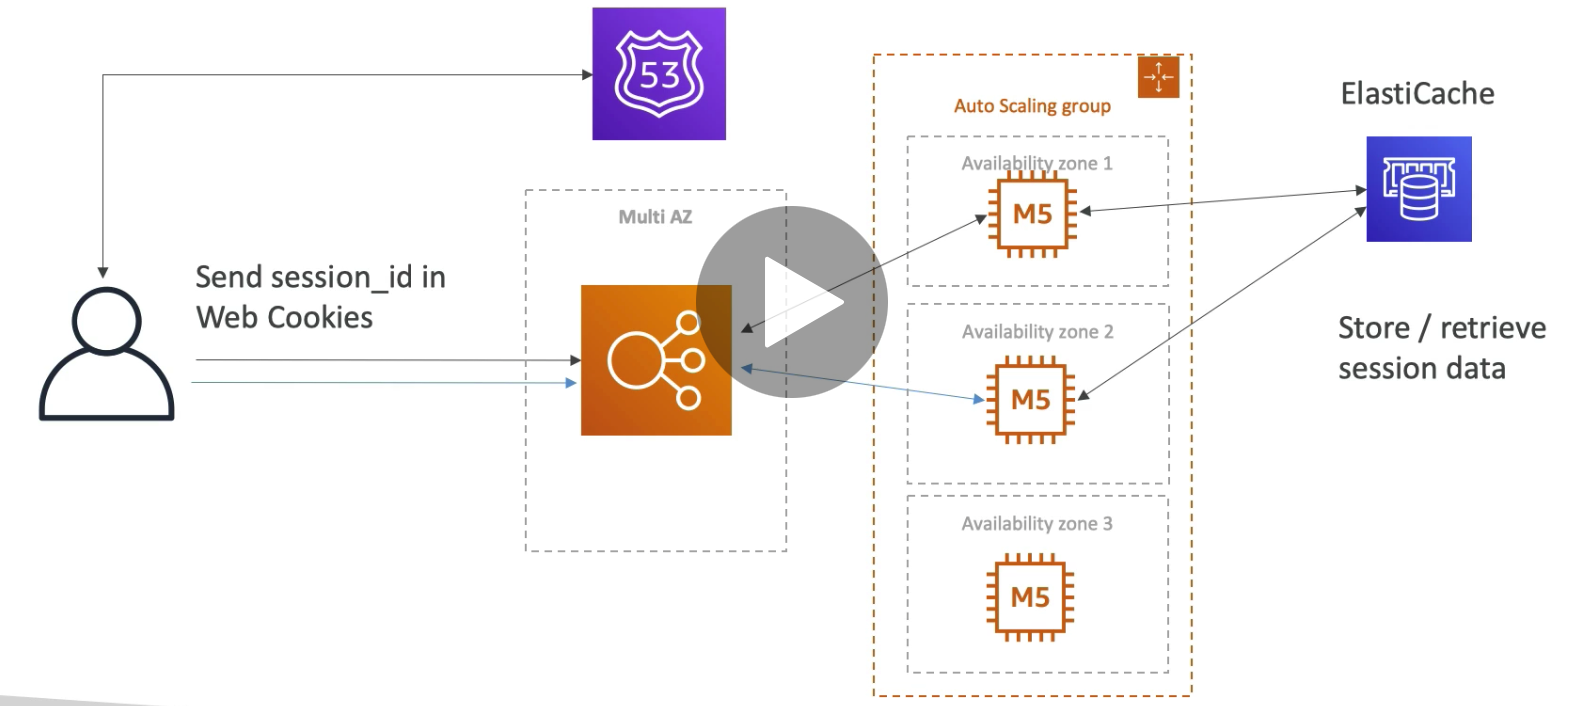 53
Auto Scaling group
ElastiCache
Availability zone 1
M5
Multi AZ
Send session_id in
Web Cookies
Availability zone 2
M5
Store / retrieve
session data
Availability zone 3
M5